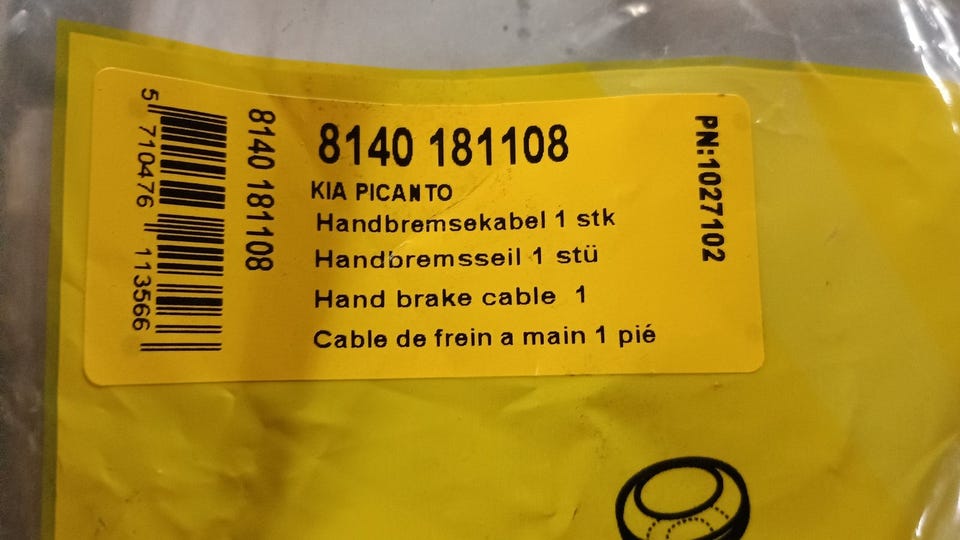 8140 181108
KIA PICANTO
Handbremsekabel 1 stk
Handbremsseil 1 stü
Hand brake cable 1
Cable de frein a main 1 pié
PN:1027102
8140 181108
5 710476 113566